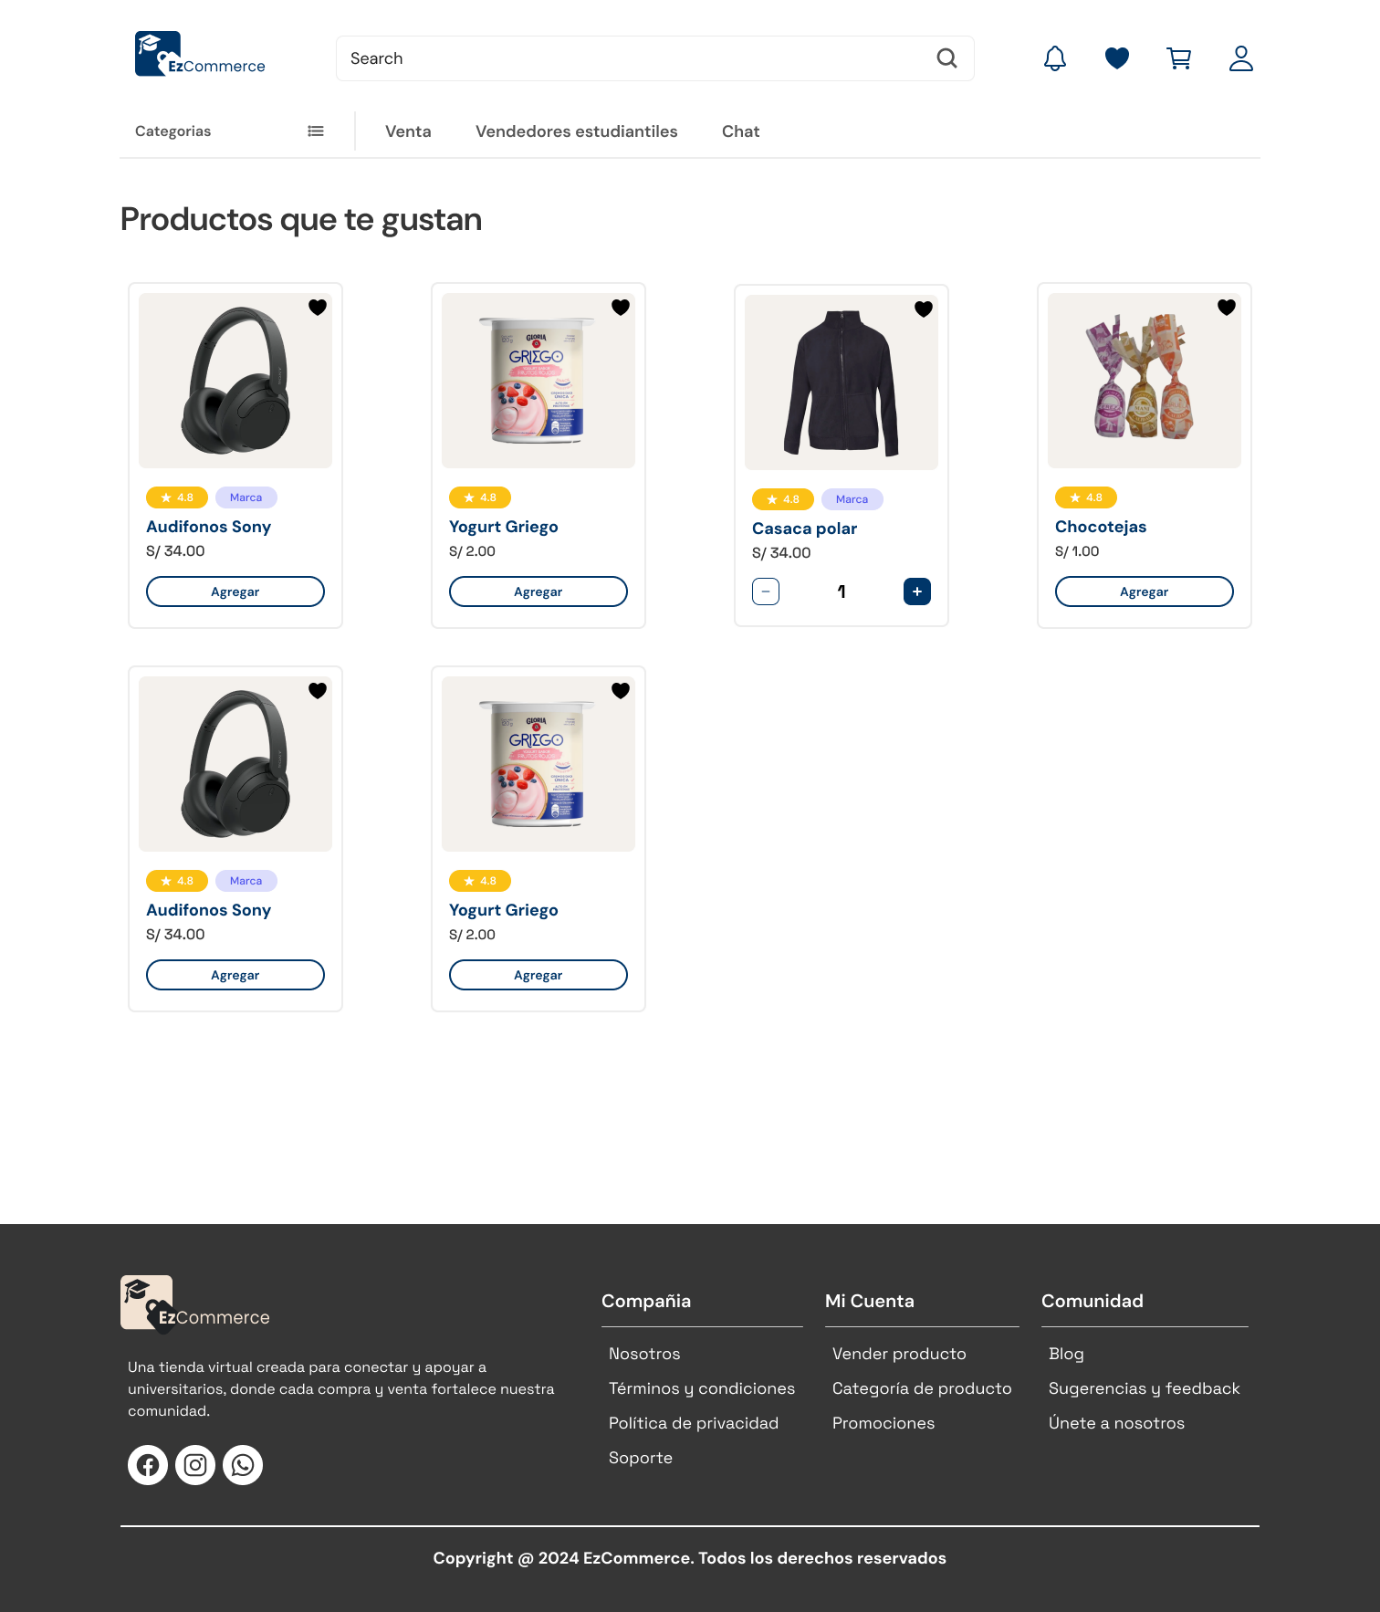 EzCommerce
Search
Categorias
Venta
Vendedores estudiantiles
Chat
Productos que te gustan
GLORIA
GRIEGO
4.8
Marca
Audifonos Sony
S/ 34.00
Agregar
4.8
Yogurt Griego
S/ 2.00
Agregar
4.8
Marca
Casaca polar
S/ 34.00
− 1 +
4.8
Chocotejas
S/ 1.00
Agregar
GLORIA
GRIEGO
4.8
Marca
Audifonos Sony
S/ 34.00
Agregar
4.8
Yogurt Griego
S/ 2.00
Agregar
EzCommerce
Una tienda virtual creada para conectar y apoyar a
universitarios, donde cada compra y venta fortalece nuestra
comunidad.
Compañia
Nosotros
Términos y condiciones
Política de privacidad
Soporte
Mi Cuenta
Vender producto
Categoría de producto
Promociones
Comunidad
Blog
Sugerencias y feedback
Únete a nosotros
Copyright @ 2024 EzCommerce. Todos los derechos reservados